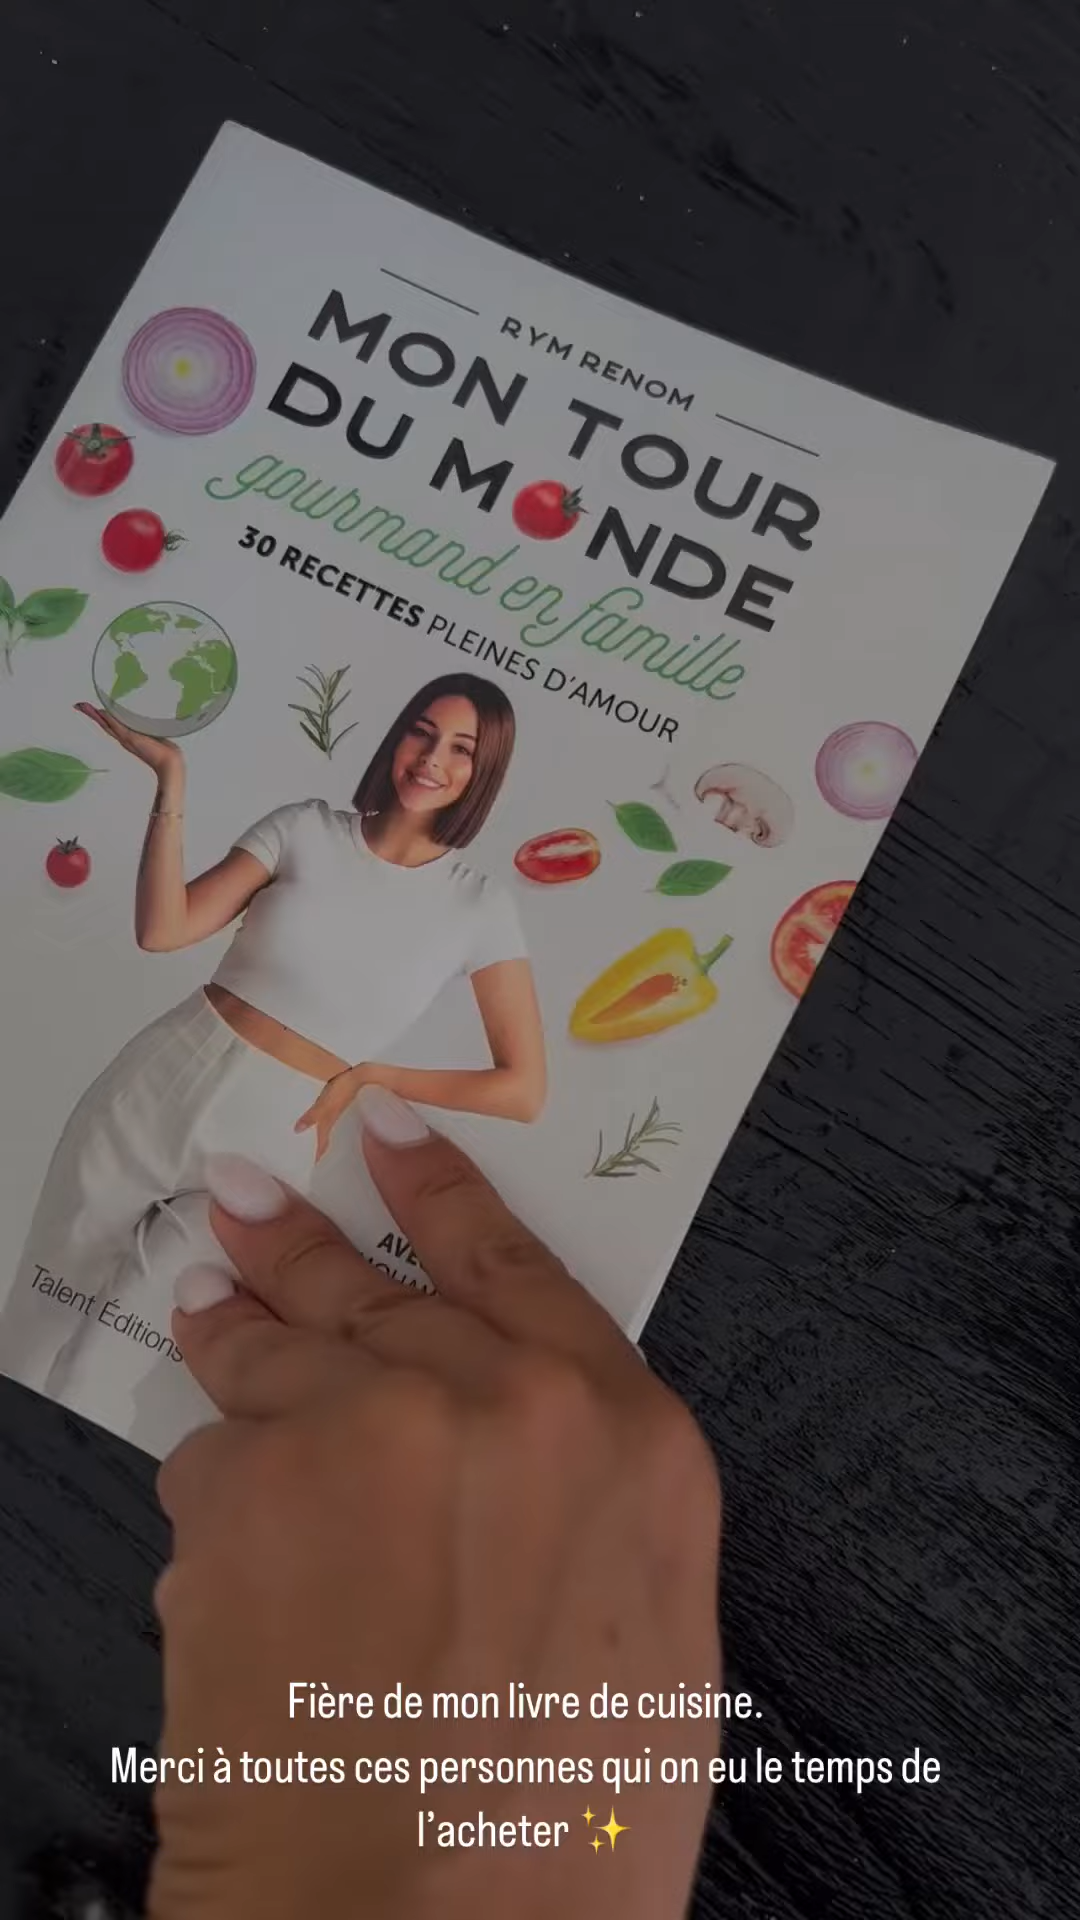 RYM RENOM
MON TOUR
DU MONDE
gourmand en famille
30 RECETTES PLEINES D'AMOUR
Talent Éditions
Fière de mon livre de cuisine.
Merci à toutes ces personnes qui on eu le temps de
l'acheter ✨